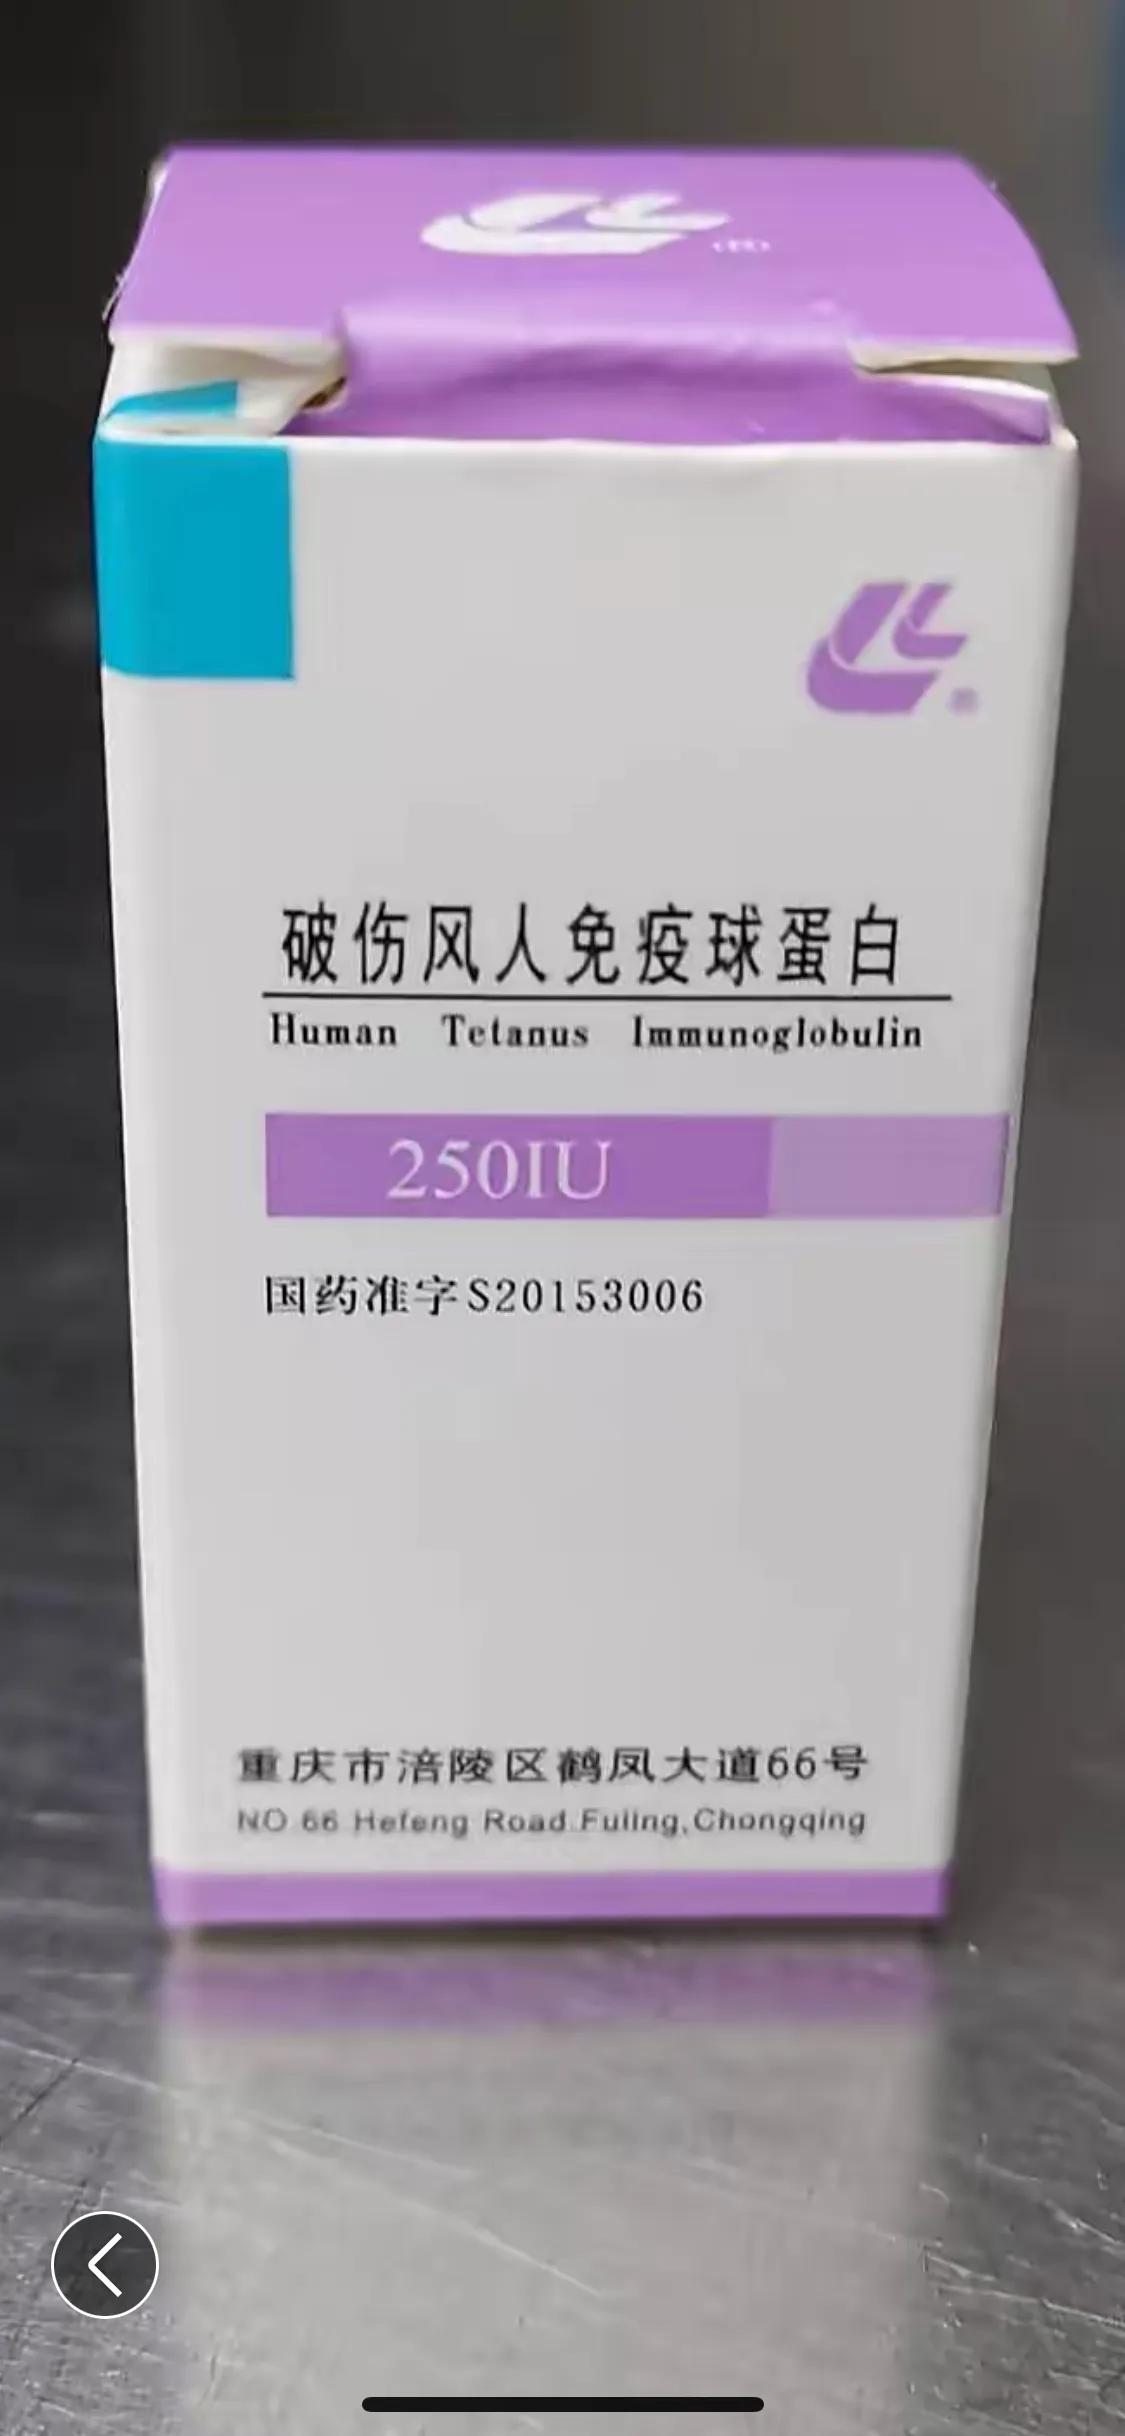 破伤风人免疫球蛋白
Human Tetanus Immunoglobulin
250IU
国药准字S20153006
重庆市涪陵区鹤凤大道66号
NO 66 Hefeng Road.Fuling,Chongqing